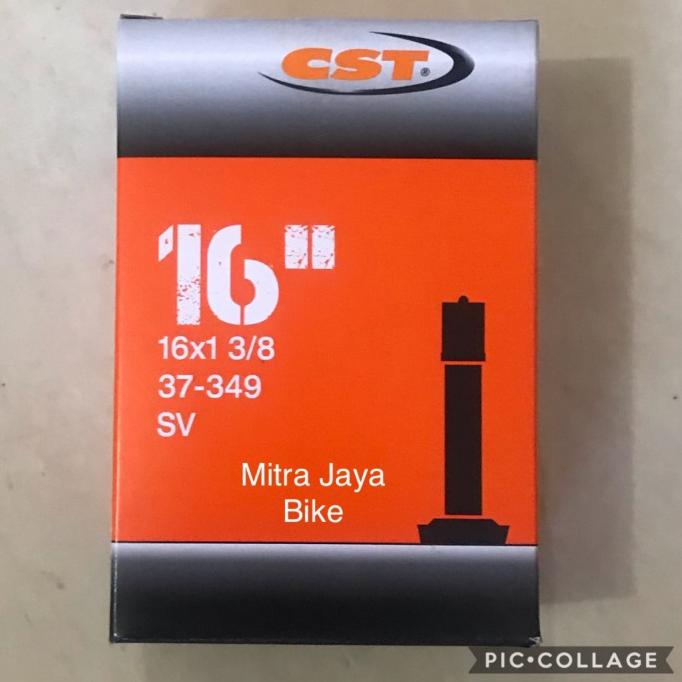 CST®
16"
16x1 3/8
37-349
SV
Mitra Jaya
Bike
PIC•COLLAGE